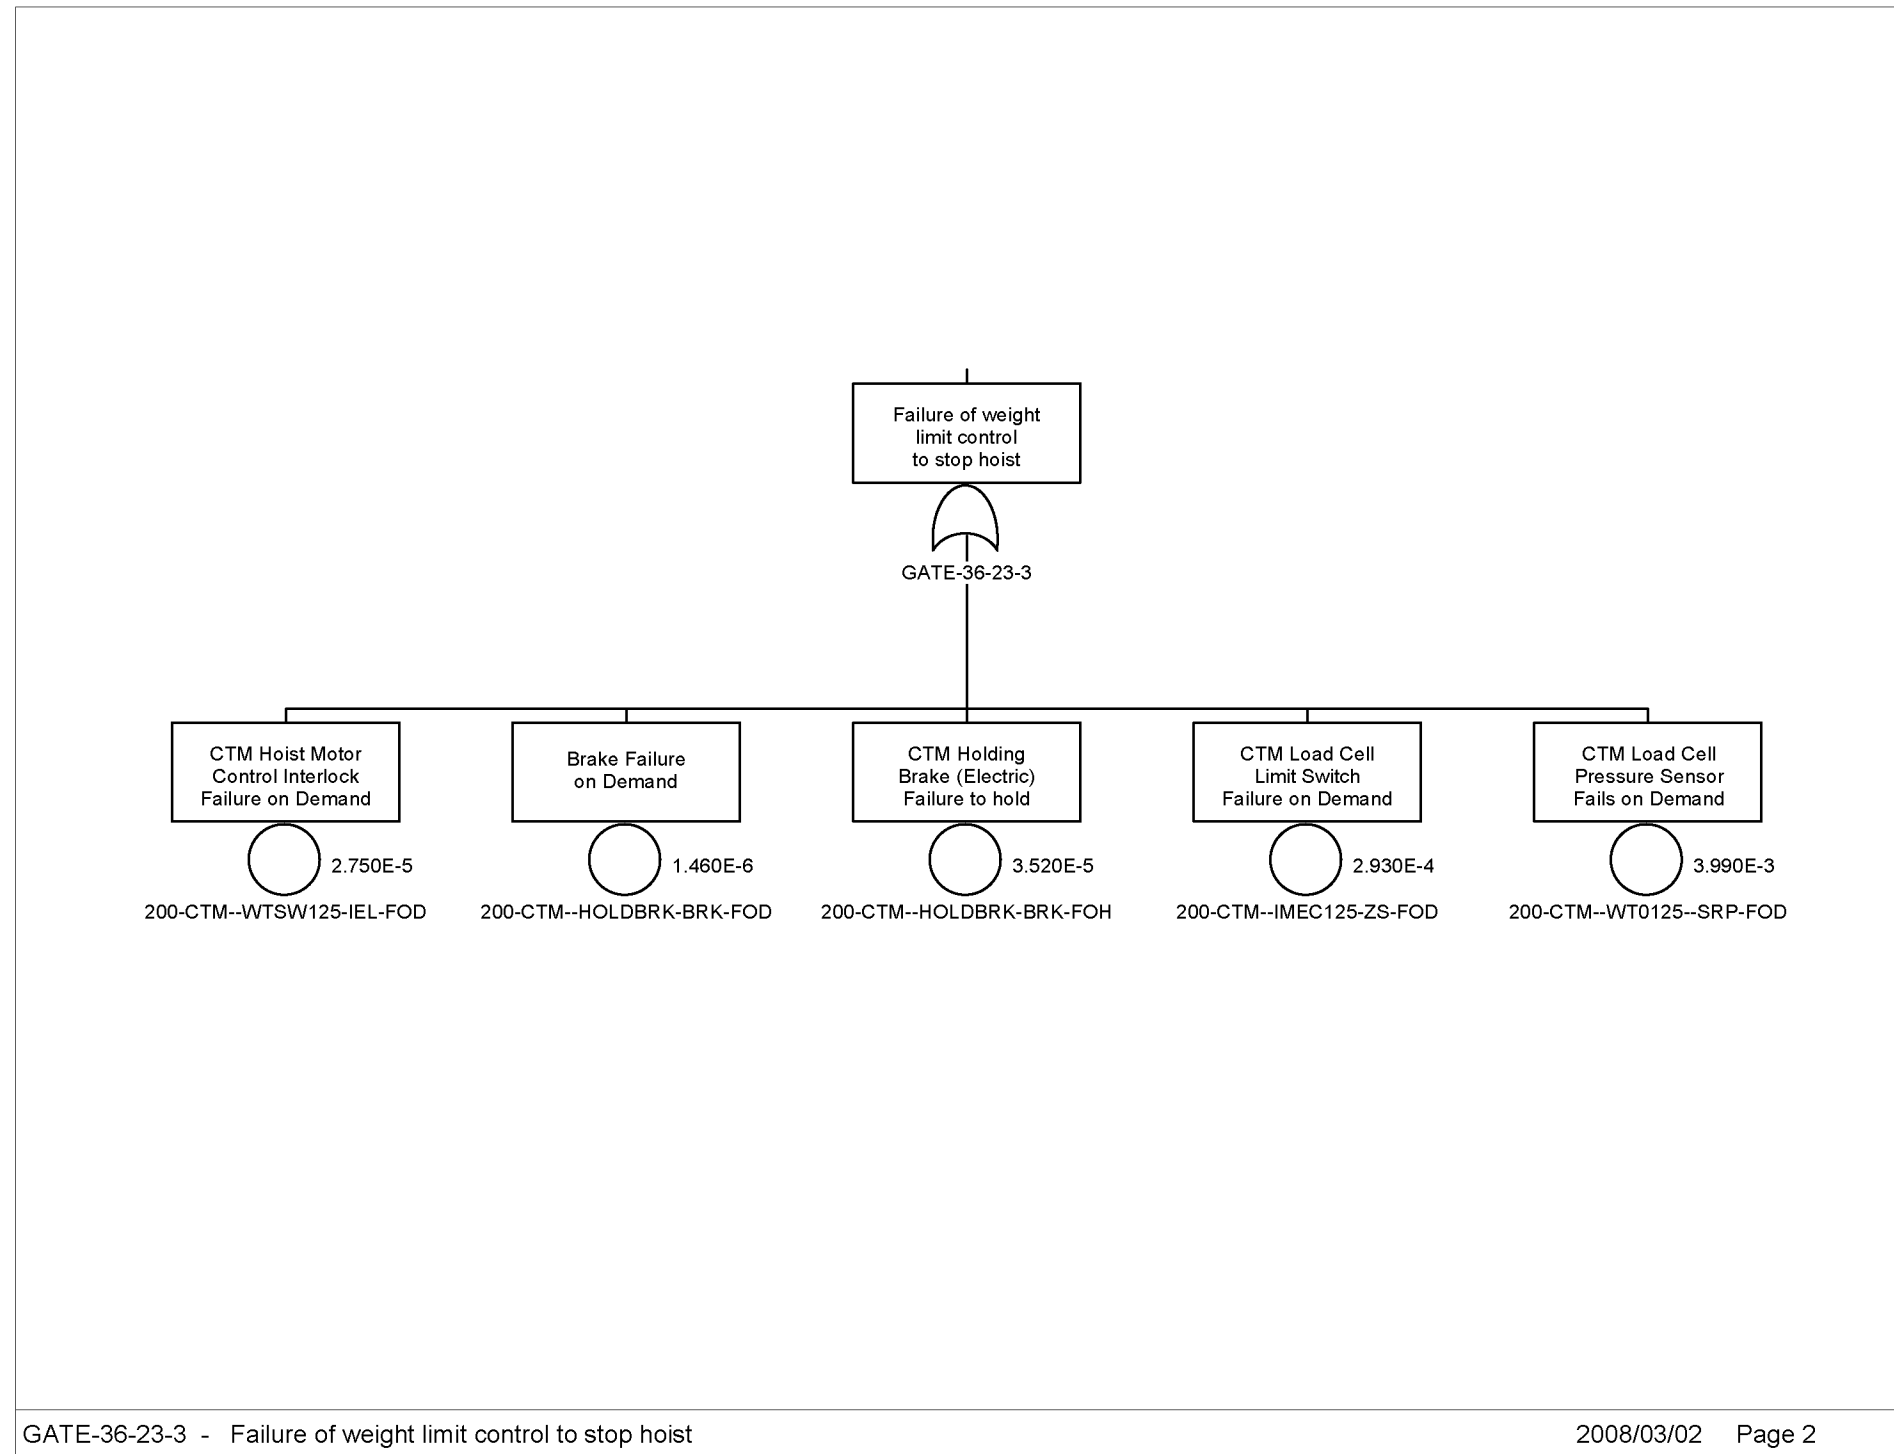 Failure of weight
limit control
to stop hoist
GATE-36-23-3
CTM Hoist Motor
Control Interlock
Failure on Demand
2.750E-5
200-CTM--WTSW125-IEL-FOD
Brake Failure
on Demand
1.460E-6
200-CTM--HOLDBRK-BRK-FOD
CTM Holding
Brake (Electric)
Failure to hold
3.520E-5
200-CTM--HOLDBRK-BRK-FOH
CTM Load Cell
Limit Switch
Failure on Demand
2.930E-4
200-CTM--IMEC125-ZS-FOD
CTM Load Cell
Pressure Sensor
Fails on Demand
3.990E-3
200-CTM--WT0125--SRP-FOD
GATE-36-23-3 - Failure of weight limit control to stop hoist
2008/03/02 Page 2